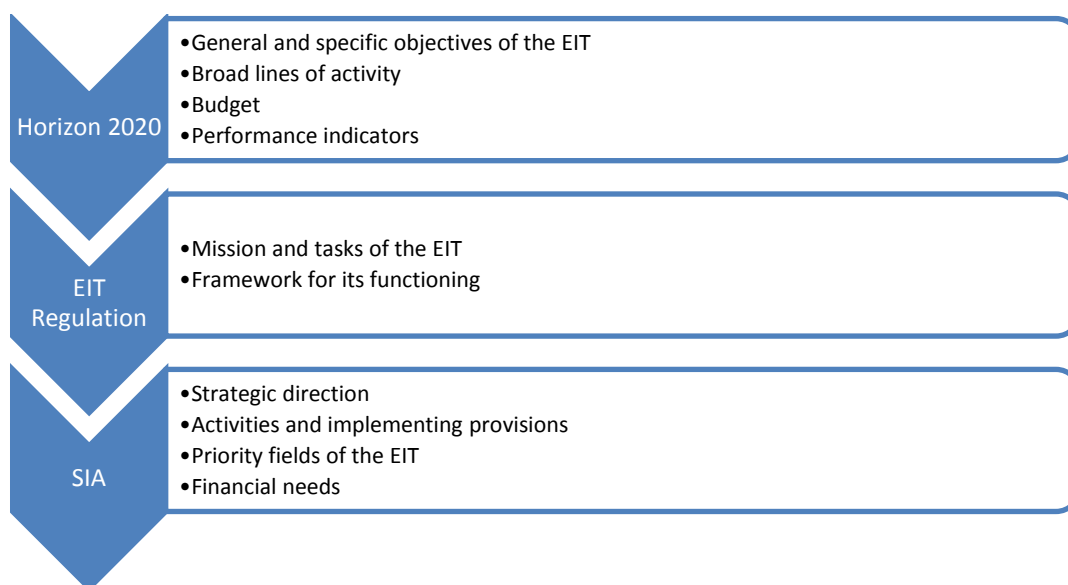 Horizon 2020
•General and specific objectives of the EIT
•Broad lines of activity
•Budget
•Performance indicators
EIT
Regulation
•Mission and tasks of the EIT
•Framework for its functioning
SIA
•Strategic direction
•Activities and implementing provisions
•Priority fields of the EIT
•Financial needs